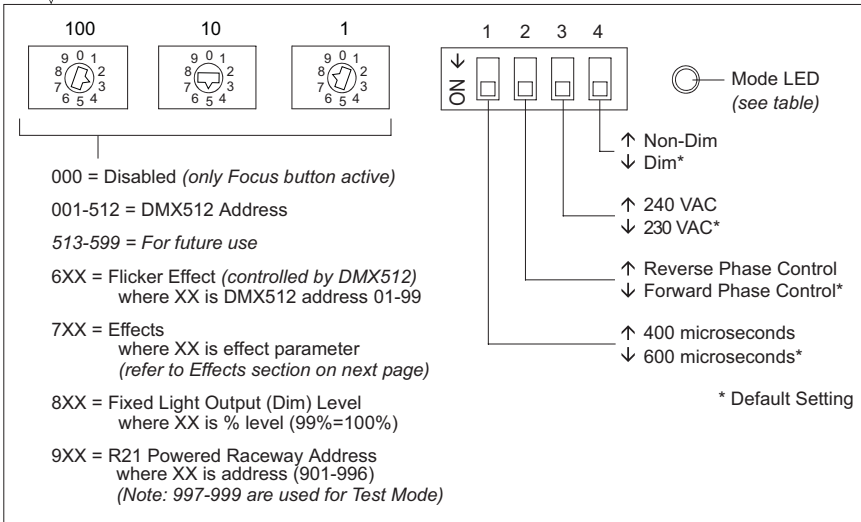 100 10 1
9 0 1 9 0 1 9 0 1
8 2 8 2 8 2
7 3 7 3 7 3
6 5 4 6 5 4 6 5 4
1 2 3 4
ON ↓
Mode LED
(see table)
↑ Non-Dim
↓ Dim*
↑ 240 VAC
↓ 230 VAC*
↑ Reverse Phase Control
↓ Forward Phase Control*
↑ 400 microseconds
↓ 600 microseconds*
* Default Setting
000 = Disabled (only Focus button active)
001-512 = DMX512 Address
513-599 = For future use
6XX = Flicker Effect (controlled by DMX512)
where XX is DMX512 address 01-99
7XX = Effects
where XX is effect parameter
(refer to Effects section on next page)
8XX = Fixed Light Output (Dim) Level
where XX is % level (99%=100%)
9XX = R21 Powered Raceway Address
where XX is address (901-996)
(Note: 997-999 are used for Test Mode)